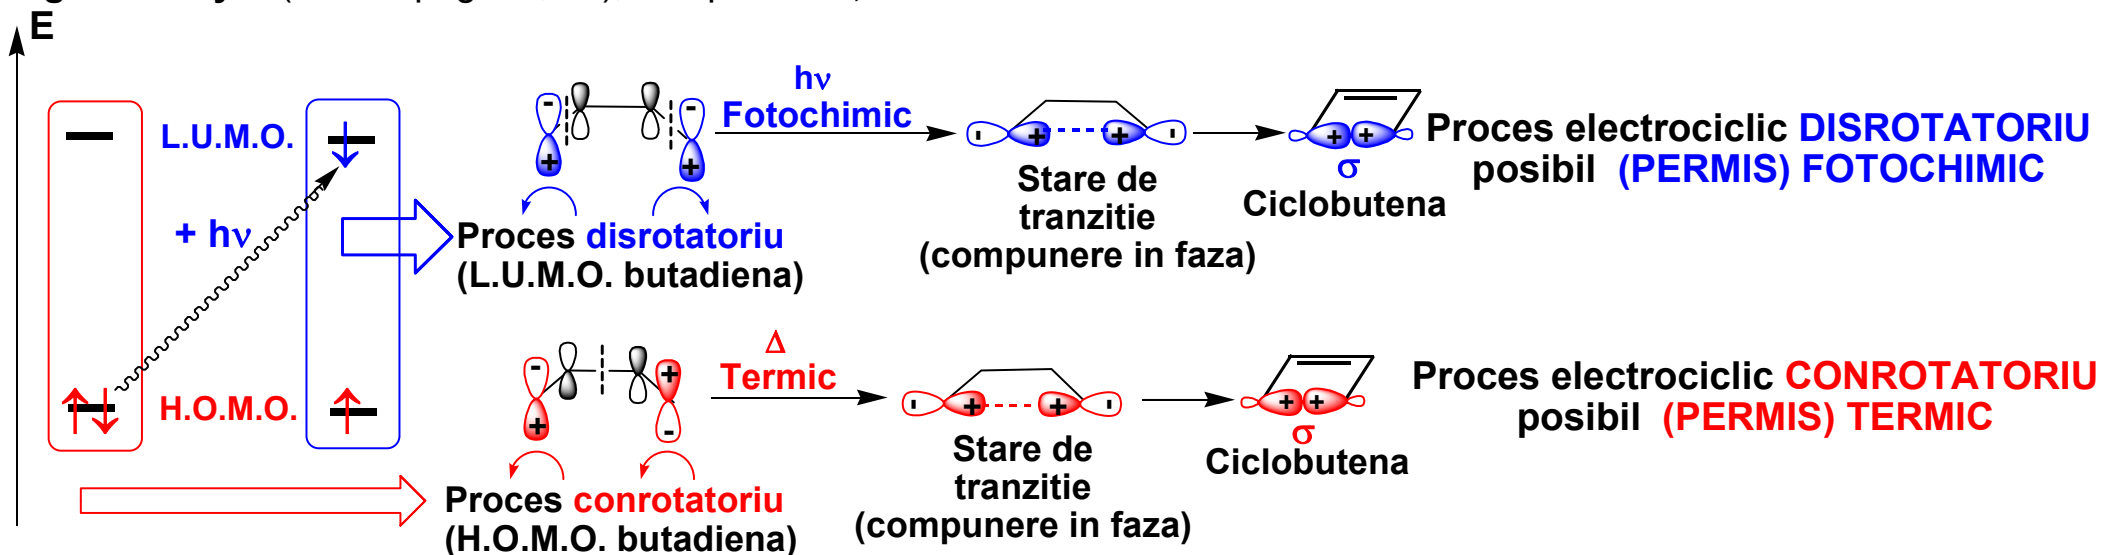 E
L.U.M.O.
+ hν
H.O.M.O.
- -
+ +
Proces disrotatoriu
(L.U.M.O. butadiena)
hν
Fotochimic
- + + -
Stare de
tranzitie
(compunere in faza)
+ +
σ
Ciclobutena
Proces electrociclic DISROTATORIU
posibil (PERMIS) FOTOCHIMIC
- +
+ -
Proces conrotatoriu
(H.O.M.O. butadiena)
Δ
Termic
- + + -
Stare de
tranzitie
(compunere in faza)
+ +
σ
Ciclobutena
Proces electrociclic CONROTATORIU
posibil (PERMIS) TERMIC